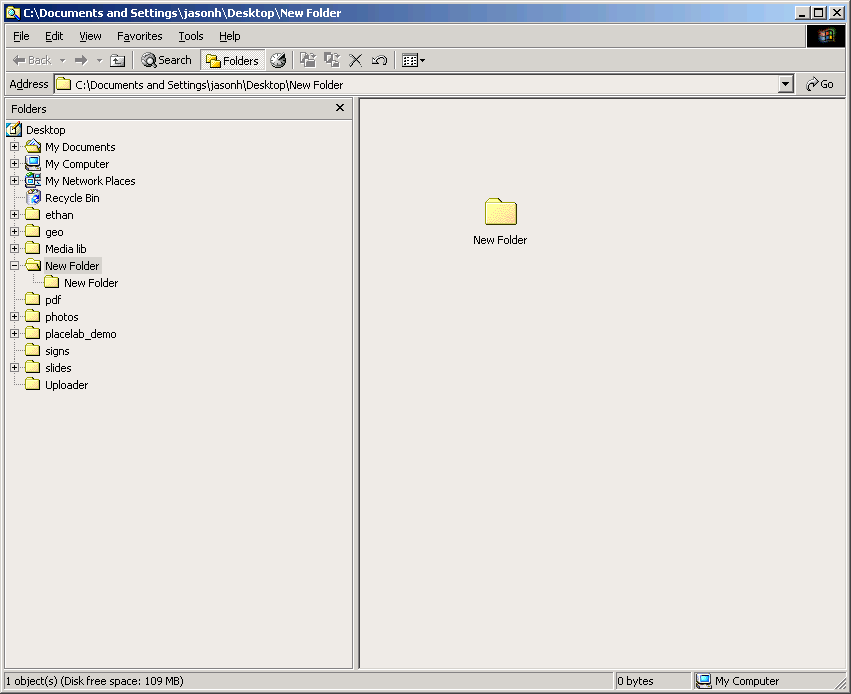 C:\Documents and Settings\jasonh\Desktop\New Folder
File Edit View Favorites Tools Help
Back Search Folders
Address C:\Documents and Settings\jasonh\Desktop\New Folder Go
Folders
Desktop
My Documents
My Computer
My Network Places
Recycle Bin
ethan
geo
Media lib
New Folder
New Folder
pdf
photos
placelab_demo
signs
slides
Uploader
New Folder
1 object(s) (Disk free space: 109 MB) 0 bytes My Computer